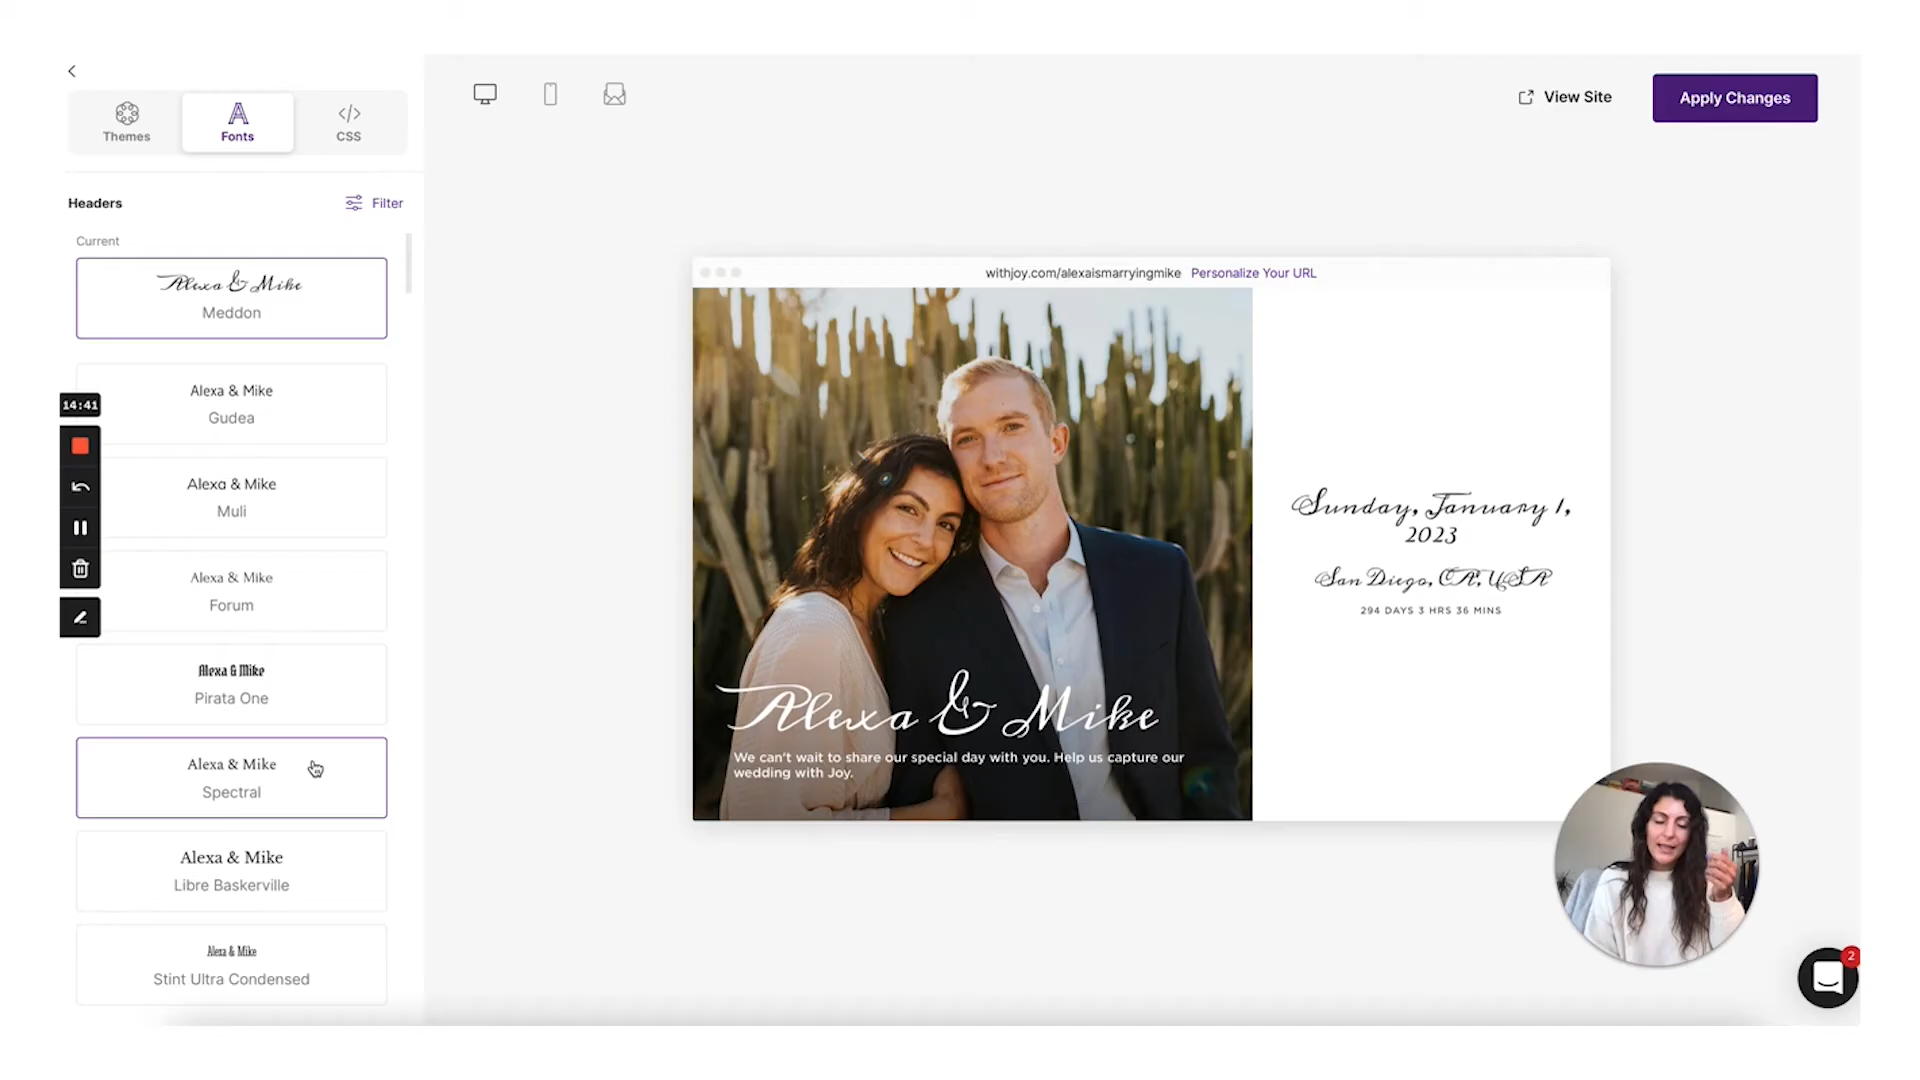 Themes
Fonts
CSS
View Site
Apply Changes
Headers
Filter
Current
Alexa & Mike
Meddon
Alexa & Mike
Gudea
14:41
Alexa & Mike
Muli
Alexa & Mike
Forum
Alexa & Mike
Pirata One
Alexa & Mike
Spectral
Alexa & Mike
Libre Baskerville
Alexa & Mike
Stint Ultra Condensed
withjoy.com/alexaismarryingmike Personalize Your URL
Alexa & Mike
We can't wait to share our special day with you. Help us capture our
wedding with Joy.
Sunday, January 1,
2023
San Diego, CA, USA
294 DAYS 3 HRS 36 MINS
2